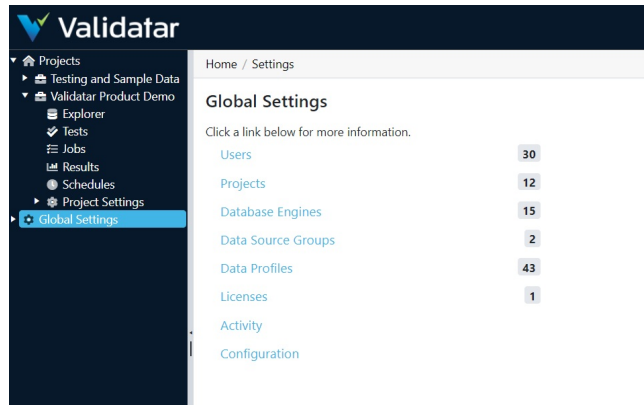 Validatar
Projects
Testing and Sample Data
Validatar Product Demo
Explorer
Tests
Jobs
Results
Schedules
Project Settings
Global Settings
Home / Settings
Global Settings
Click a link below for more information.
Users 30
Projects 12
Database Engines 15
Data Source Groups 2
Data Profiles 43
Licenses 1
Activity
Configuration